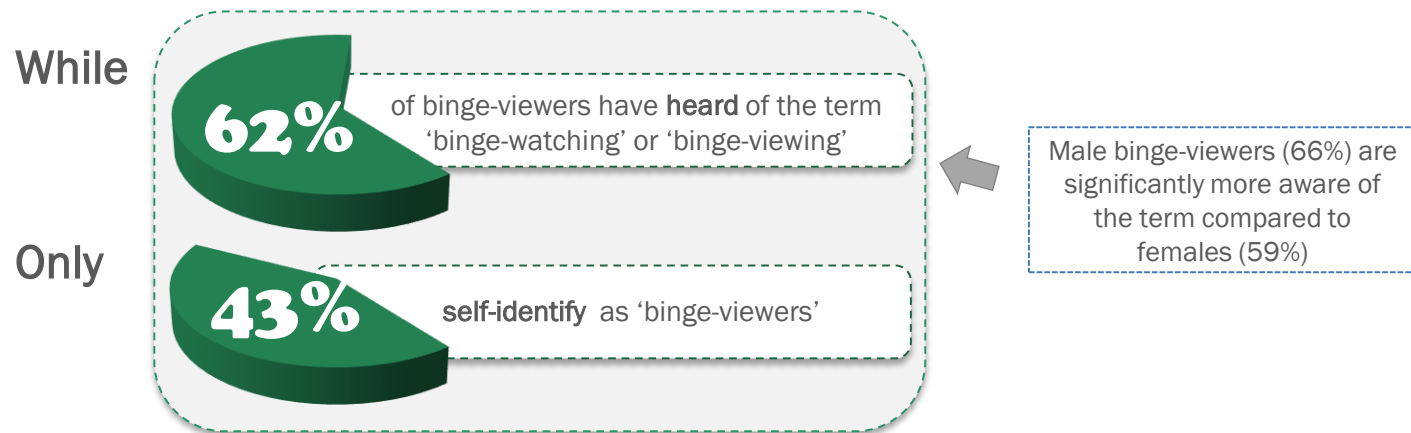 While
62%
of binge-viewers have heard of the term
‘binge-watching’ or ‘binge-viewing’
Only
43%
self-identify as ‘binge-viewers’
Male binge-viewers (66%) are
significantly more aware of
the term compared to
females (59%)